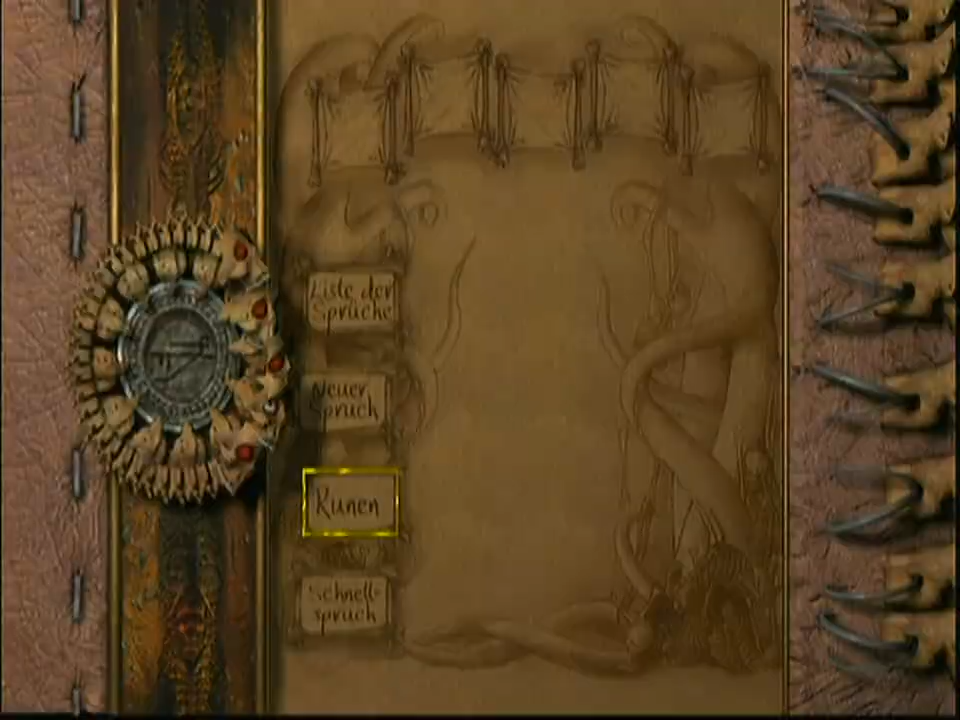 Liste der
Sprüche
Neuer
Spruch
Runen
Schnell-
spruch